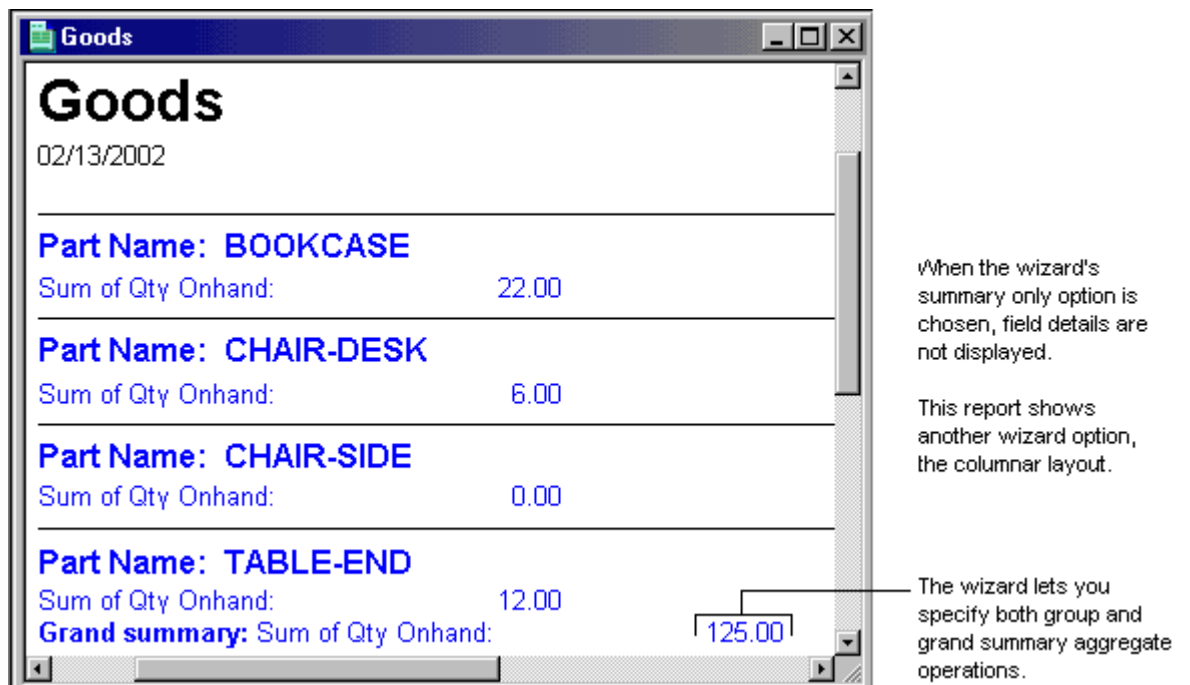 Goods
Goods
02/13/2002
Part Name: BOOKCASE
Sum of Qty Onhand: 22.00
Part Name: CHAIR-DESK
Sum of Qty Onhand: 6.00
Part Name: CHAIR-SIDE
Sum of Qty Onhand: 0.00
Part Name: TABLE-END
Sum of Qty Onhand: 12.00
Grand summary: Sum of Qty Onhand: 125.00
When the wizard's
summary only option is
chosen, field details are
not displayed.
This report shows
another wizard option,
the columnar layout.
The wizard lets you
specify both group and
grand summary aggregate
operations.